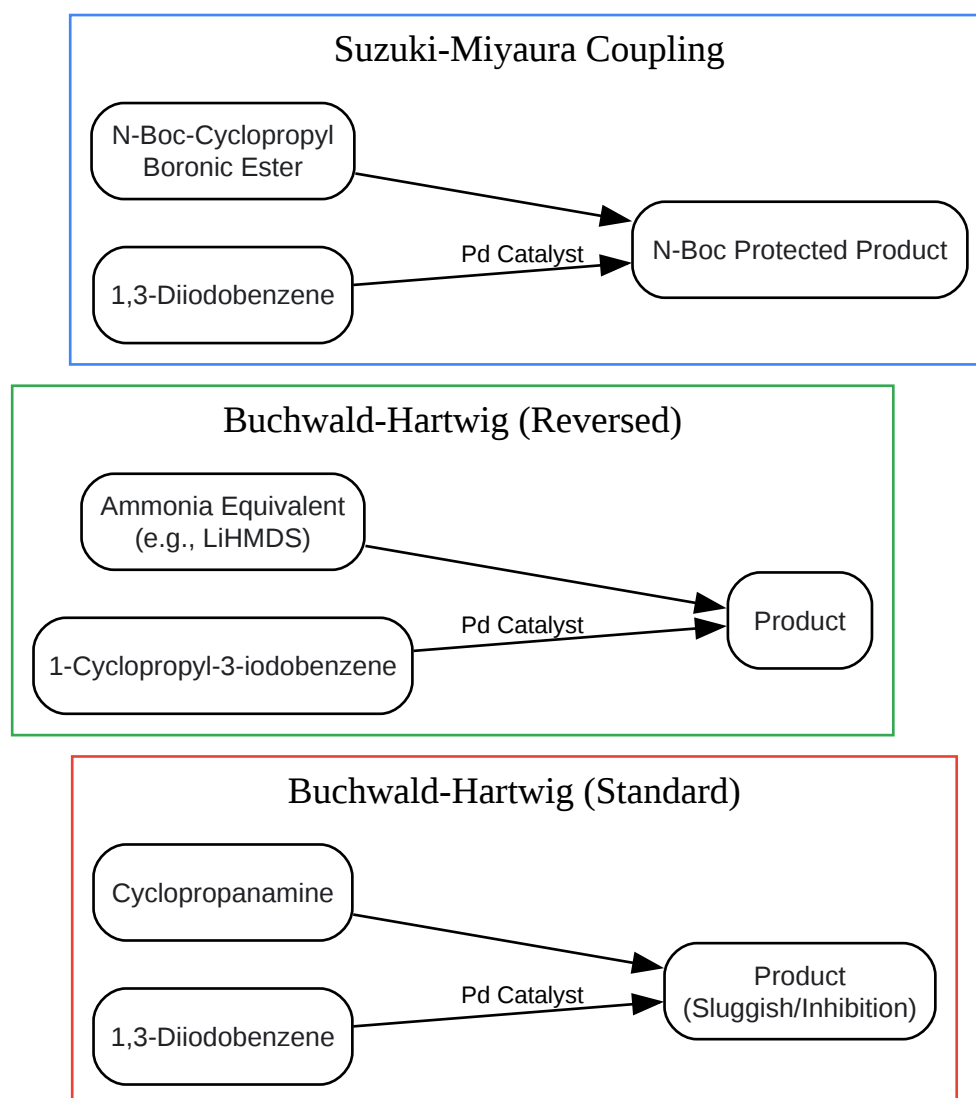 Suzuki-Miyaura Coupling
N-Boc-Cyclopropyl
Boronic Ester
N-Boc Protected Product
Pd Catalyst
1,3-Diiodobenzene
Buchwald-Hartwig (Reversed)
Ammonia Equivalent
(e.g., LiHMDS)
Product
Pd Catalyst
1-Cyclopropyl-3-iodobenzene
Buchwald-Hartwig (Standard)
Cyclopropanamine
Product
(Sluggish/Inhibition)
Pd Catalyst
1,3-Diiodobenzene